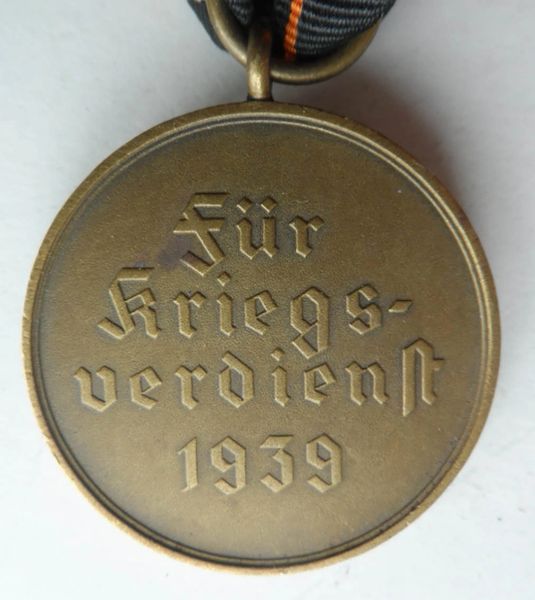 Für
Kriegs-
verdienst
1939